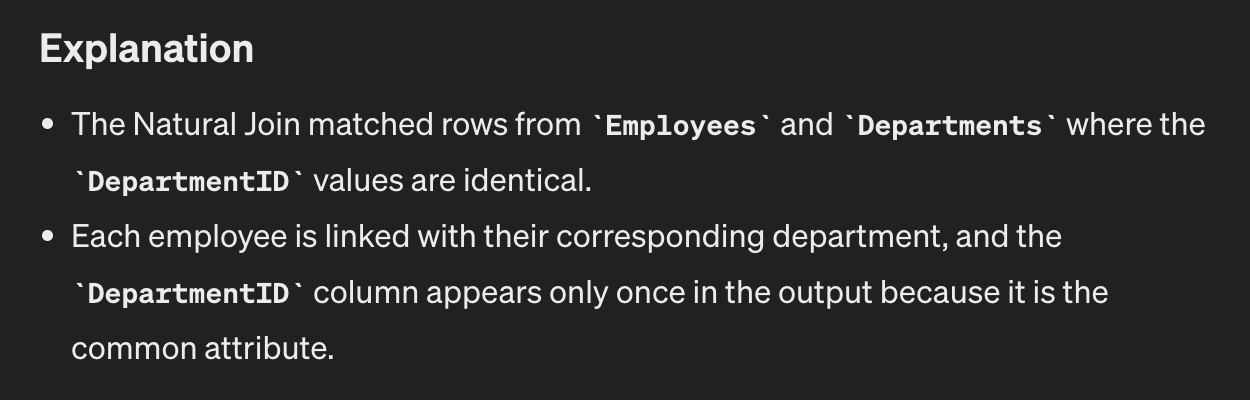 Explanation
• The Natural Join matched rows from `Employees` and `Departments` where the
`DepartmentID` values are identical.
• Each employee is linked with their corresponding department, and the
`DepartmentID` column appears only once in the output because it is the
common attribute.